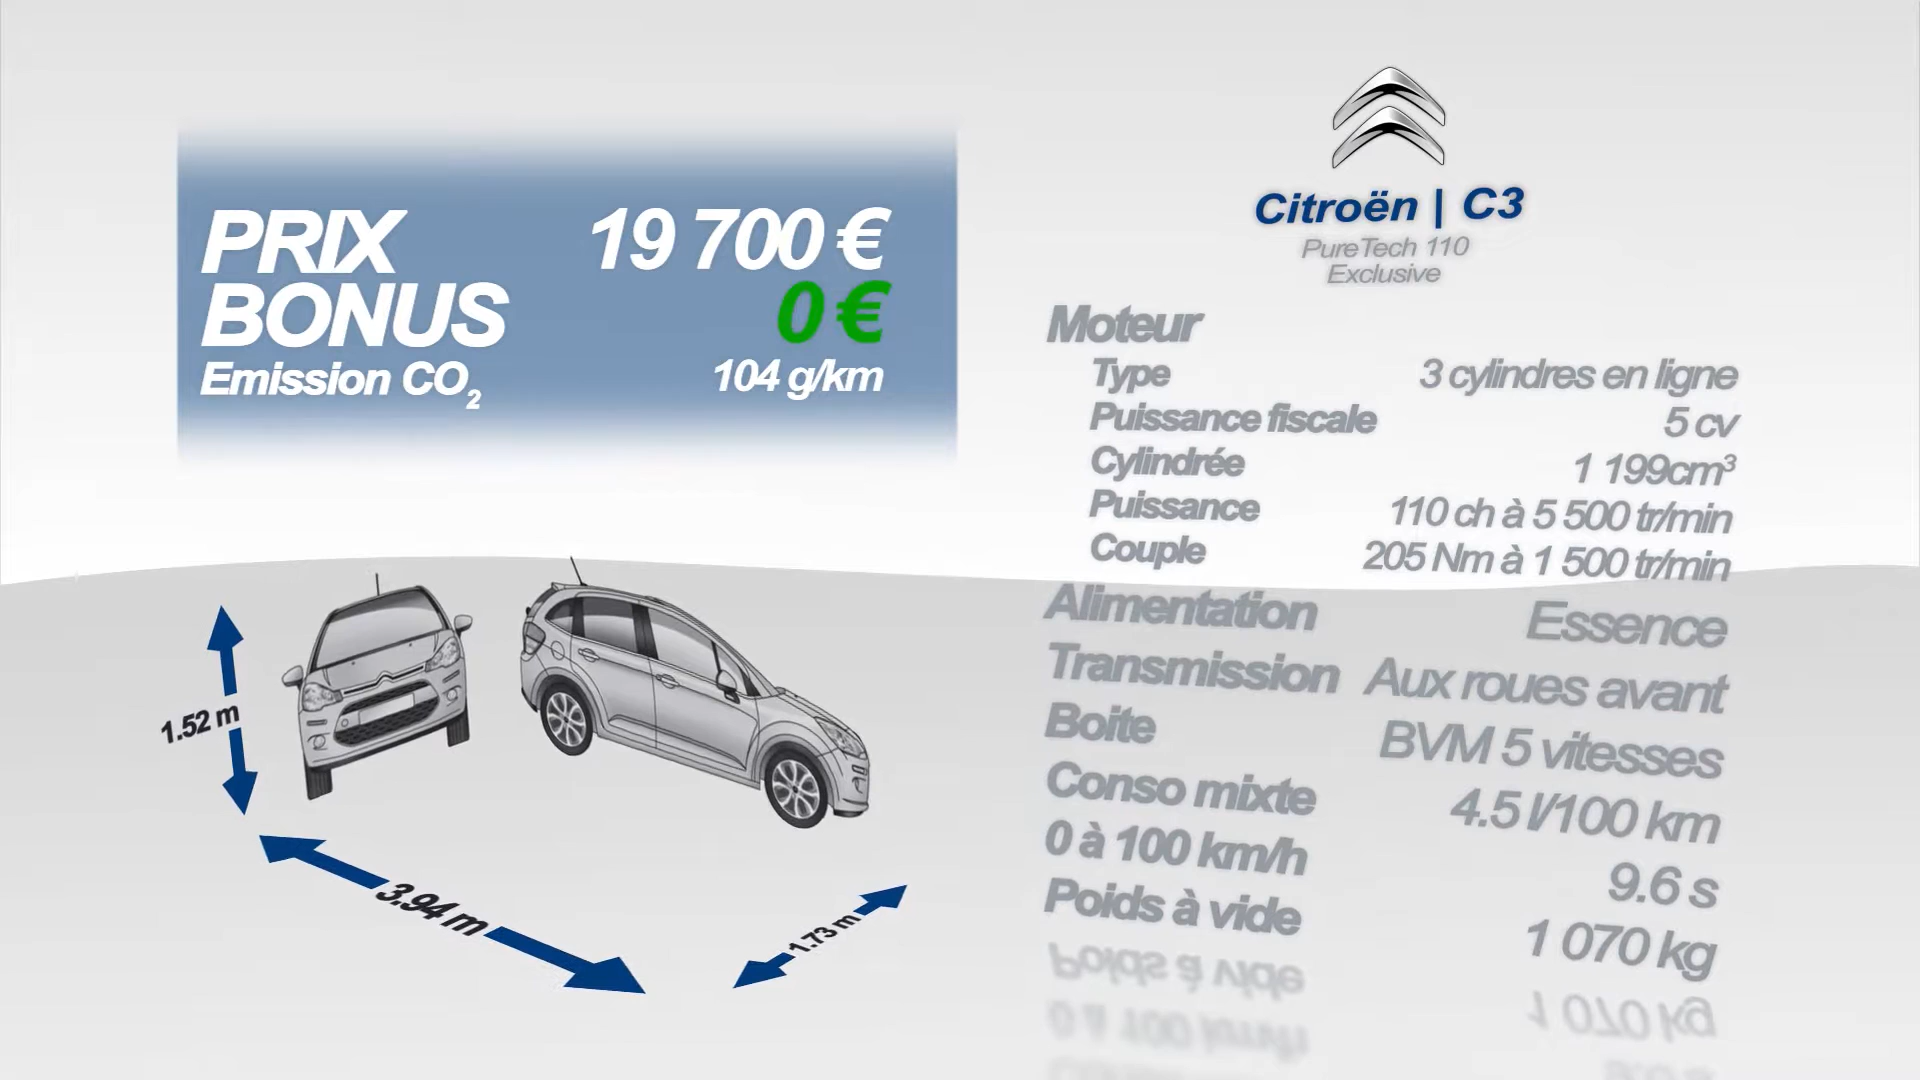 PRIX 19 700 €
BONUS 0 €
Emission CO₂ 104 g/km
Citroën | C3
PureTech 110
Exclusive
Moteur
Type 3 cylindres en ligne
Puissance fiscale 5 cv
Cylindrée 1 199cm³
Puissance 110 ch à 5 500 tr/min
Couple 205 Nm à 1 500 tr/min
Alimentation Essence
Transmission Aux roues avant
Boite BVM 5 vitesses
Conso mixte 4.5 l/100 km
0 à 100 km/h 9.6 s
Poids à vide 1 070 kg
1.52 m
3.94 m
1.73 m